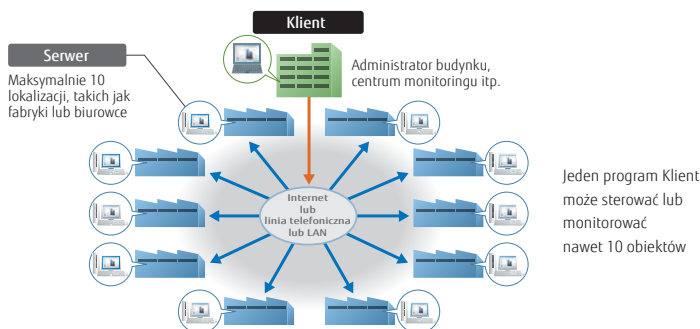 Klient
Serwer
Maksymalnie 10
lokalizacji, takich jak
fabryki lub biurowce
Administrator budynku,
centrum monitoringu itp.
Internet
lub
linia telefoniczna
lub LAN
Jeden program Klient
może sterować lub
monitorować
nawet 10 obiektów